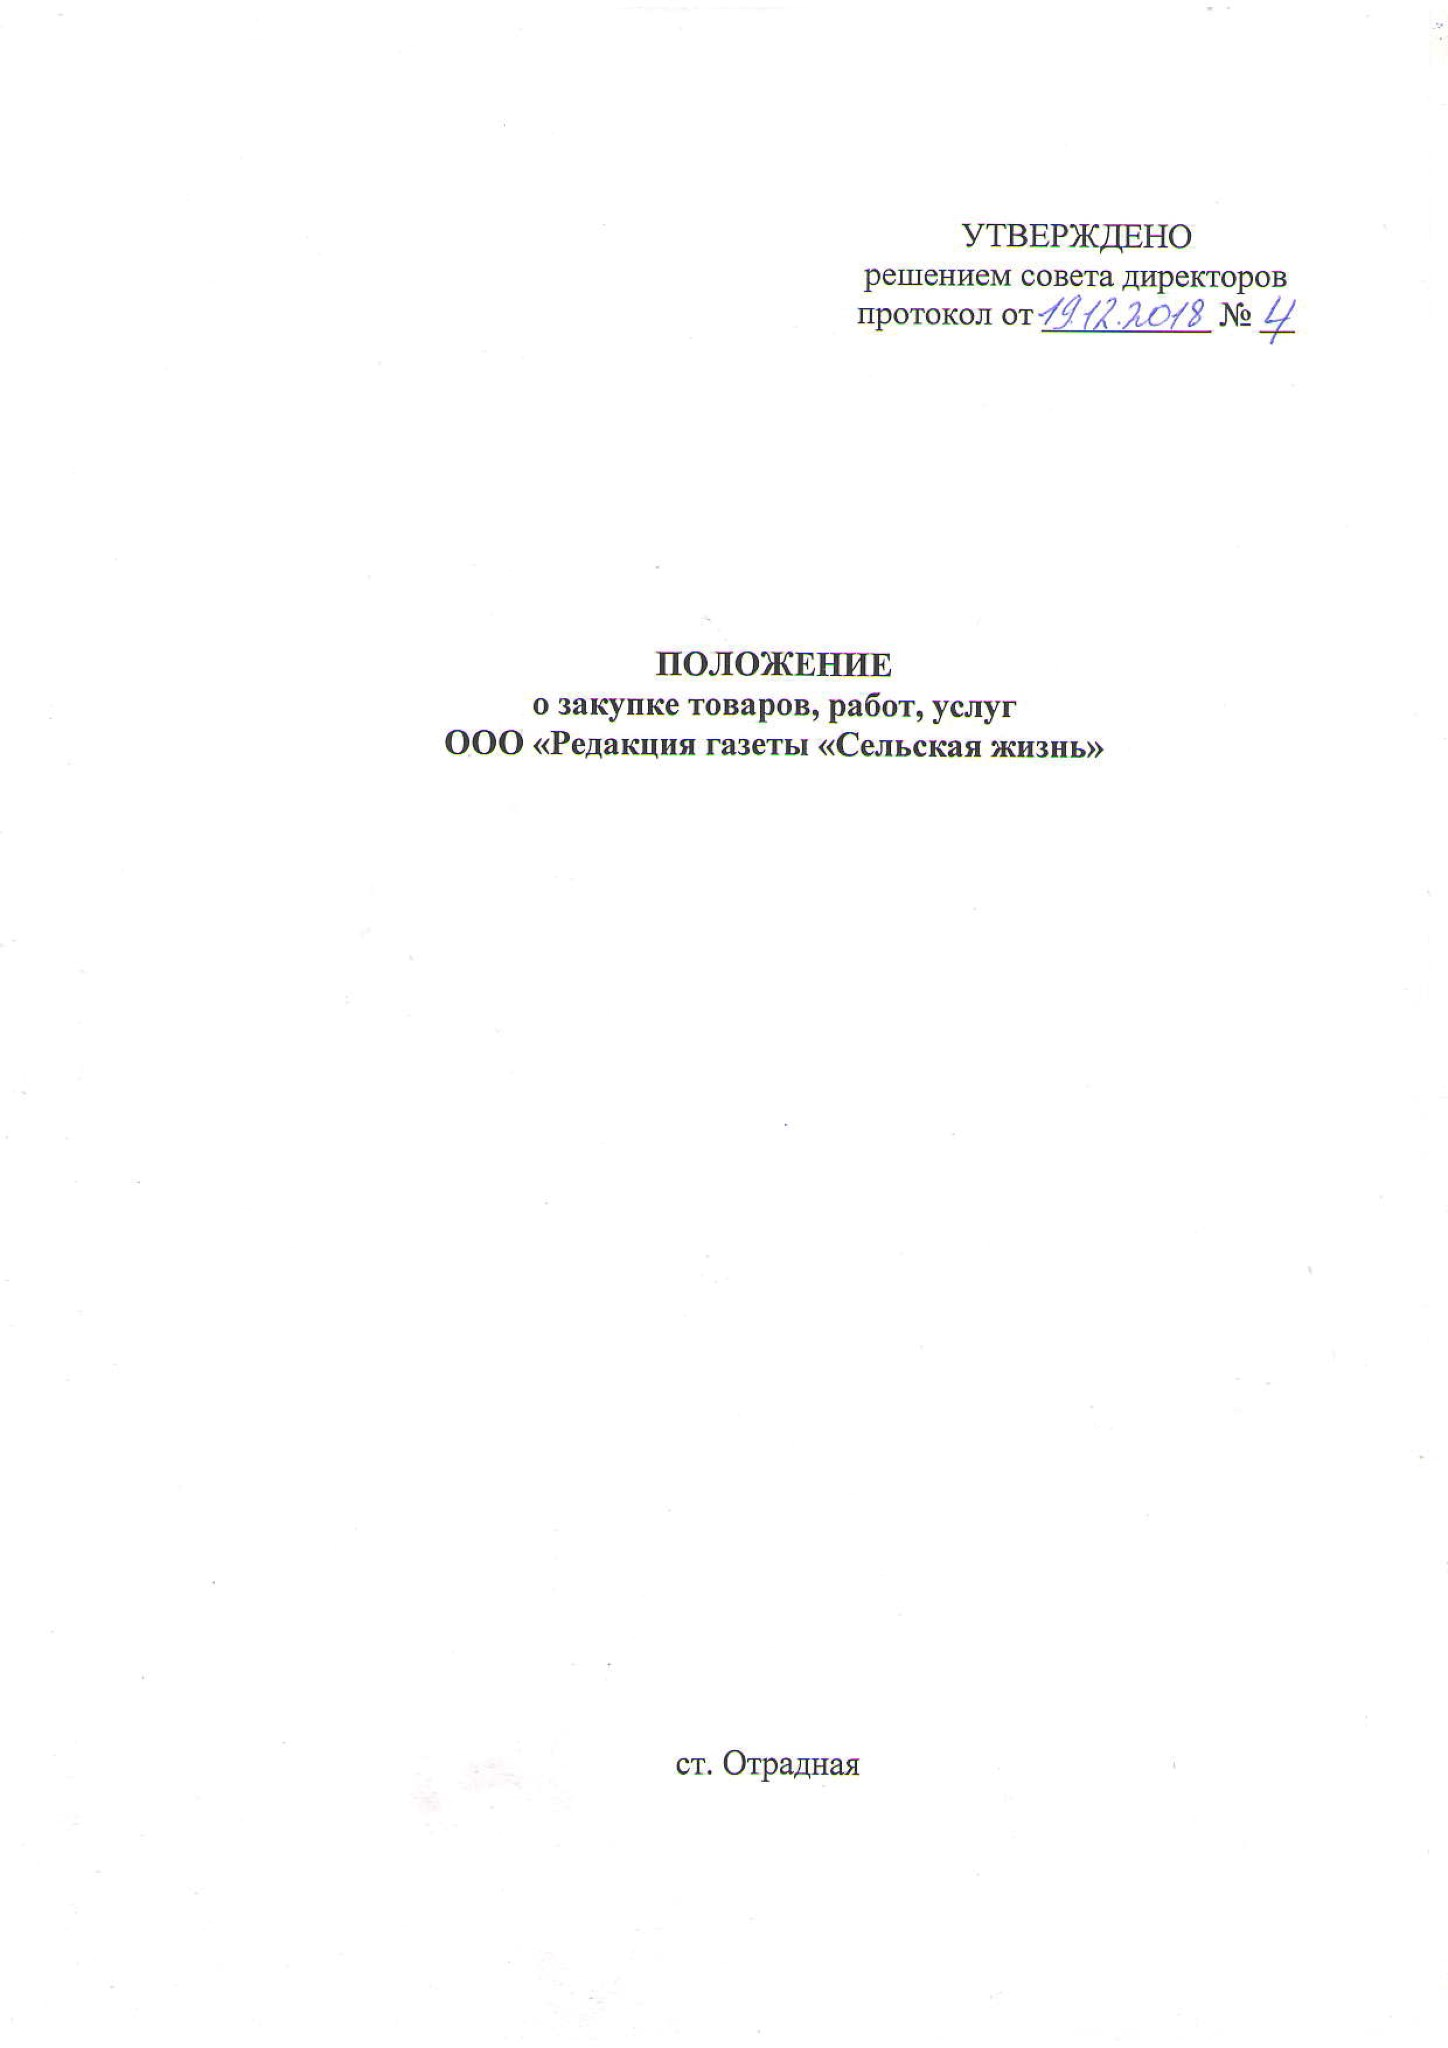 УТВЕРЖДЕНО
решением совета директоров
протокол от 19.12.2018 № 4
ПОЛОЖЕНИЕ
о закупке товаров, работ, услуг
ООО «Редакция газеты «Сельская жизнь»
ст. Отрадная